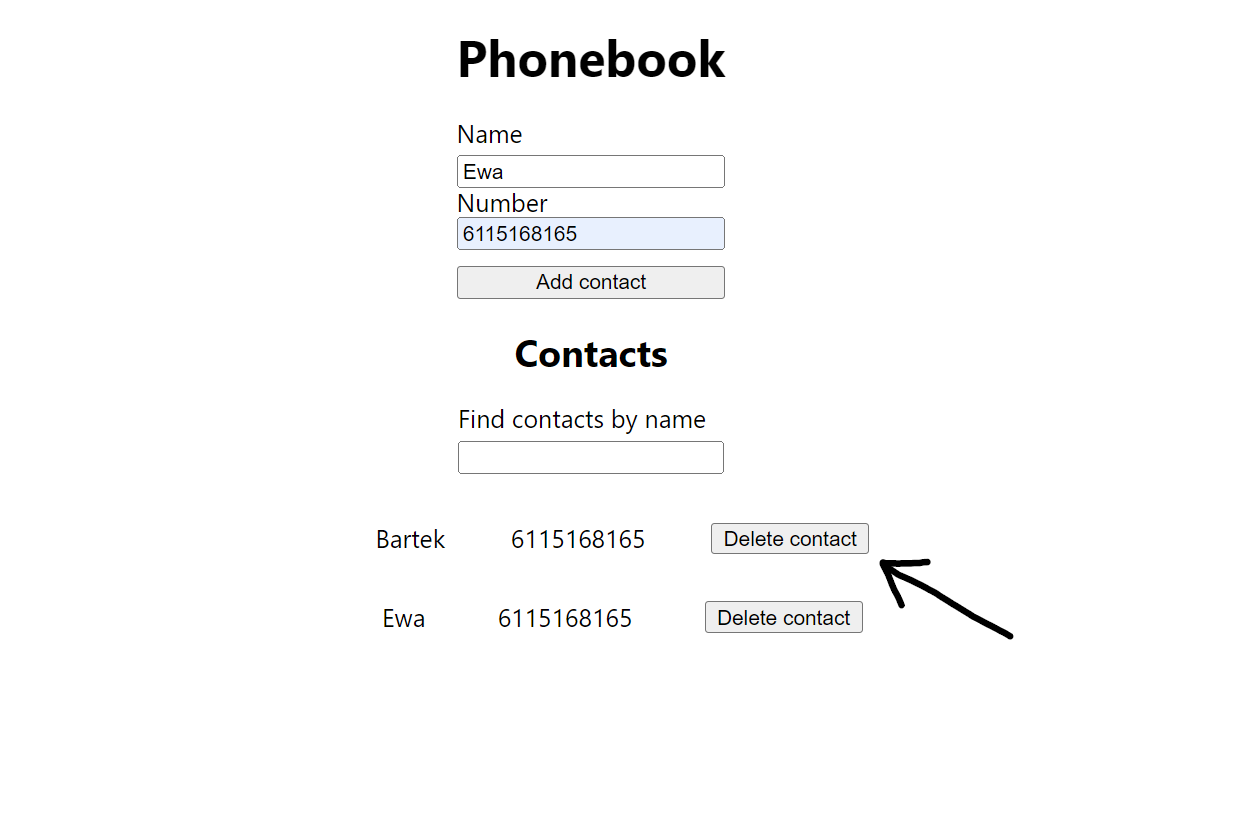 Phonebook
Name
Ewa
Number
6115168165
Add contact
Contacts
Find contacts by name
Bartek 6115168165 Delete contact
Ewa 6115168165 Delete contact